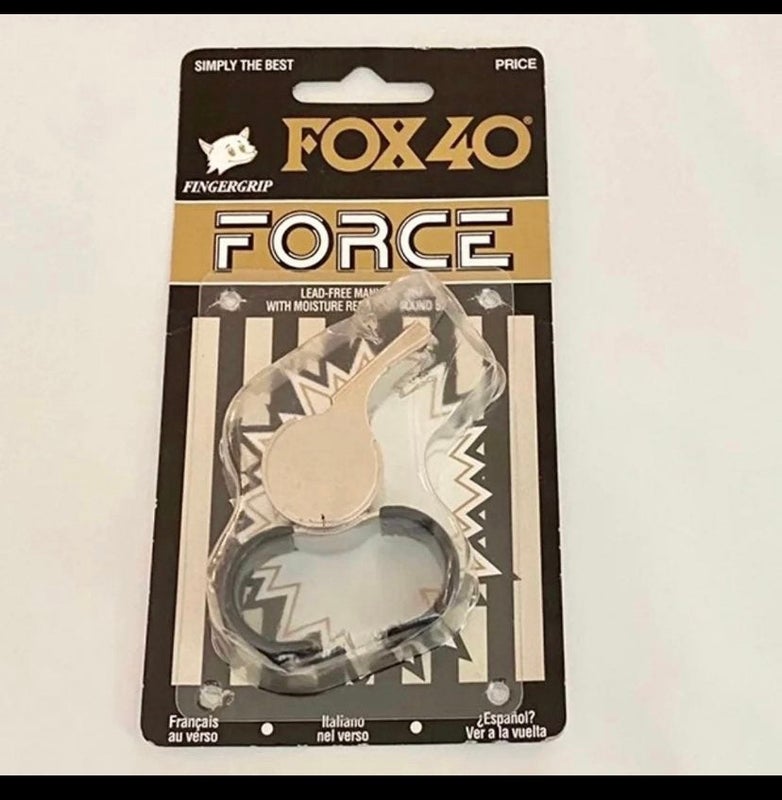 SIMPLY THE BEST
PRICE
FOX 40®
FINGERGRIP
FORCE
LEAD-FREE
WITH MOISTURE
Français
au verso
Italiano
nel verso
¿Español?
Ver a la vuelta